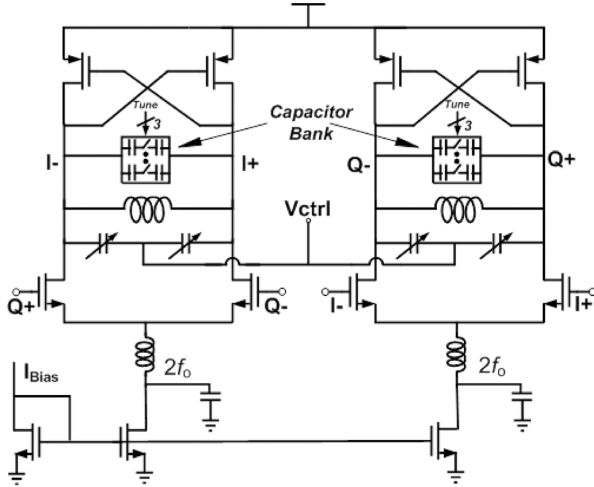 Tune
3
Capacitor
Bank
Tune
3
I-
I+
Q-
Q+
Vctrl
Q+
Q-
I-
I+
2fo
2fo
IBias